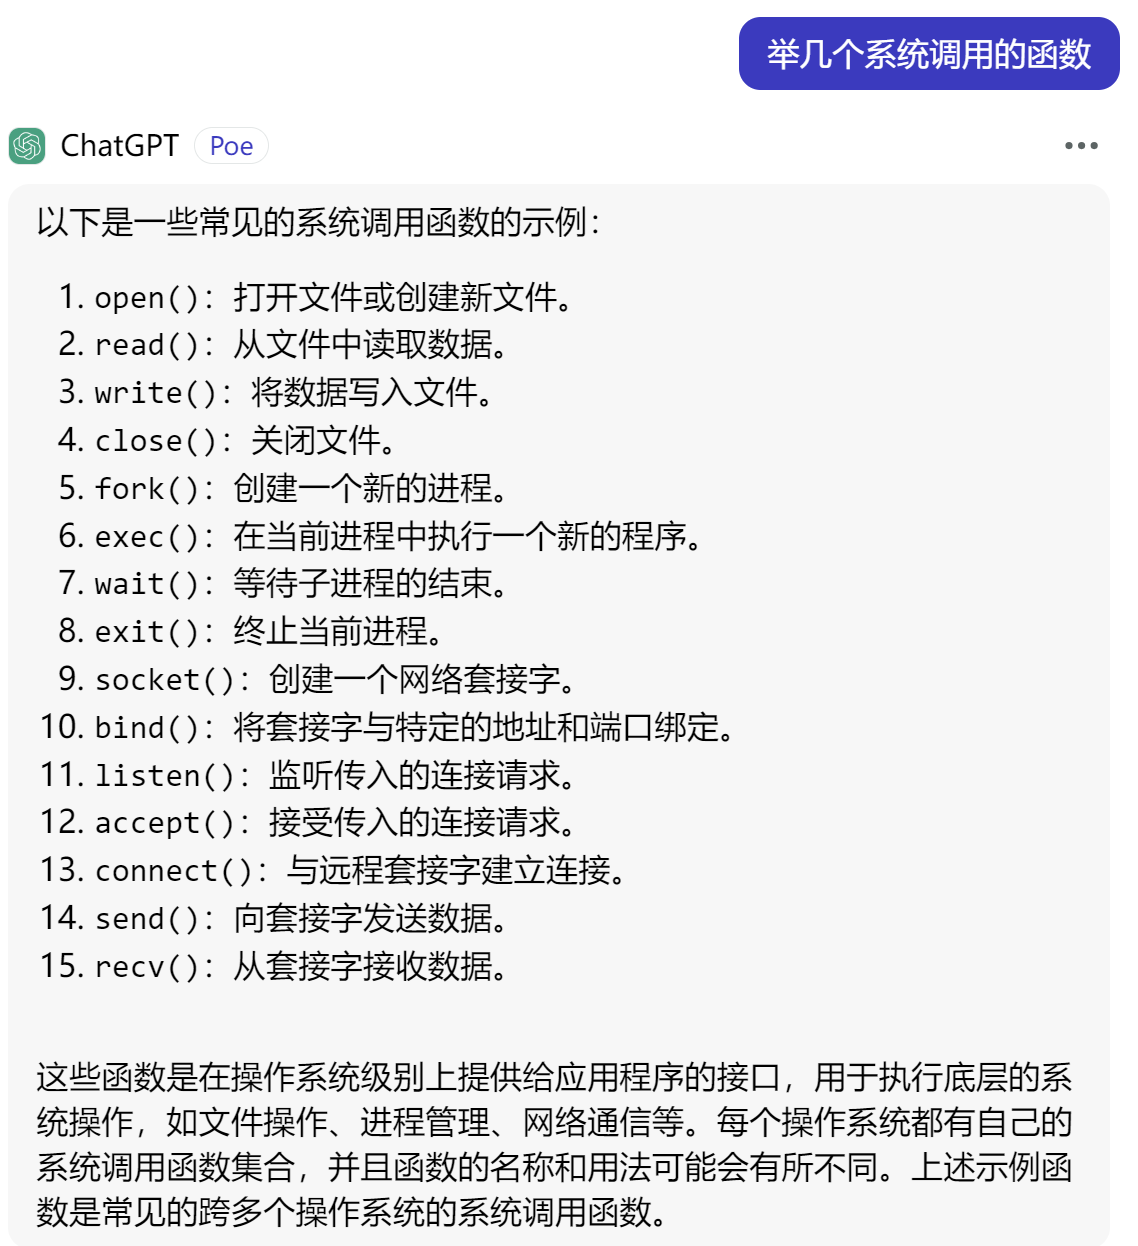 举几个系统调用的函数
ChatGPT Poe
以下是一些常见的系统调用函数的示例：
1. open()：打开文件或创建新文件。
2. read()：从文件中读取数据。
3. write()：将数据写入文件。
4. close()：关闭文件。
5. fork()：创建一个新的进程。
6. exec()：在当前进程中执行一个新的程序。
7. wait()：等待子进程的结束。
8. exit()：终止当前进程。
9. socket()：创建一个网络套接字。
10. bind()：将套接字与特定的地址和端口绑定。
11. listen()：监听传入的连接请求。
12. accept()：接受传入的连接请求。
13. connect()：与远程套接字建立连接。
14. send()：向套接字发送数据。
15. recv()：从套接字接收数据。
这些函数是在操作系统级别上提供给应用程序的接口，用于执行底层的系
统操作，如文件操作、进程管理、网络通信等。每个操作系统都有自己的
系统调用函数集合，并且函数的名称和用法可能会有所不同。上述示例函
数是常见的跨多个操作系统的系统调用函数。